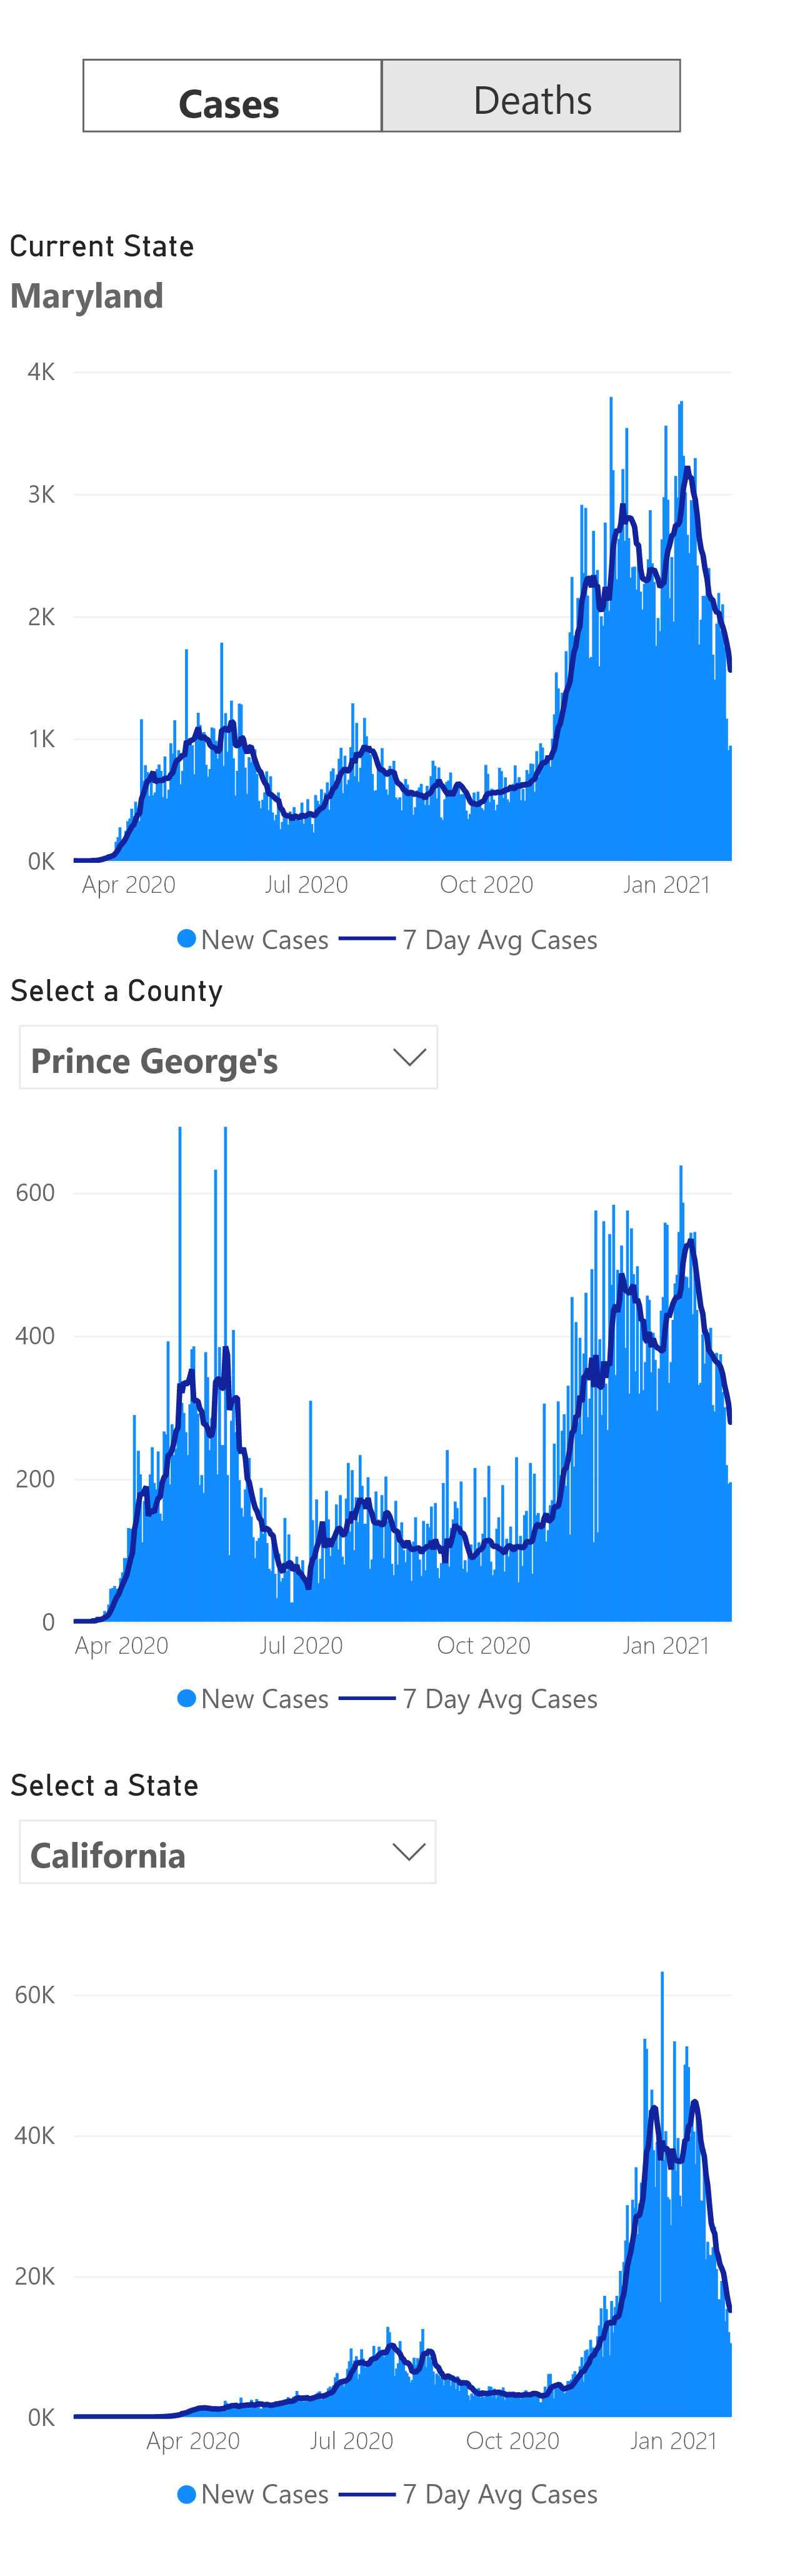 Cases
Deaths
Current State
Maryland
4K
3K
2K
1K
0K
Apr 2020 Jul 2020 Oct 2020 Jan 2021
New Cases 7 Day Avg Cases
Select a County
Prince George's
600
400
200
0
Apr 2020 Jul 2020 Oct 2020 Jan 2021
New Cases 7 Day Avg Cases
Select a State
California
60K
40K
20K
0K
Apr 2020 Jul 2020 Oct 2020 Jan 2021
New Cases 7 Day Avg Cases